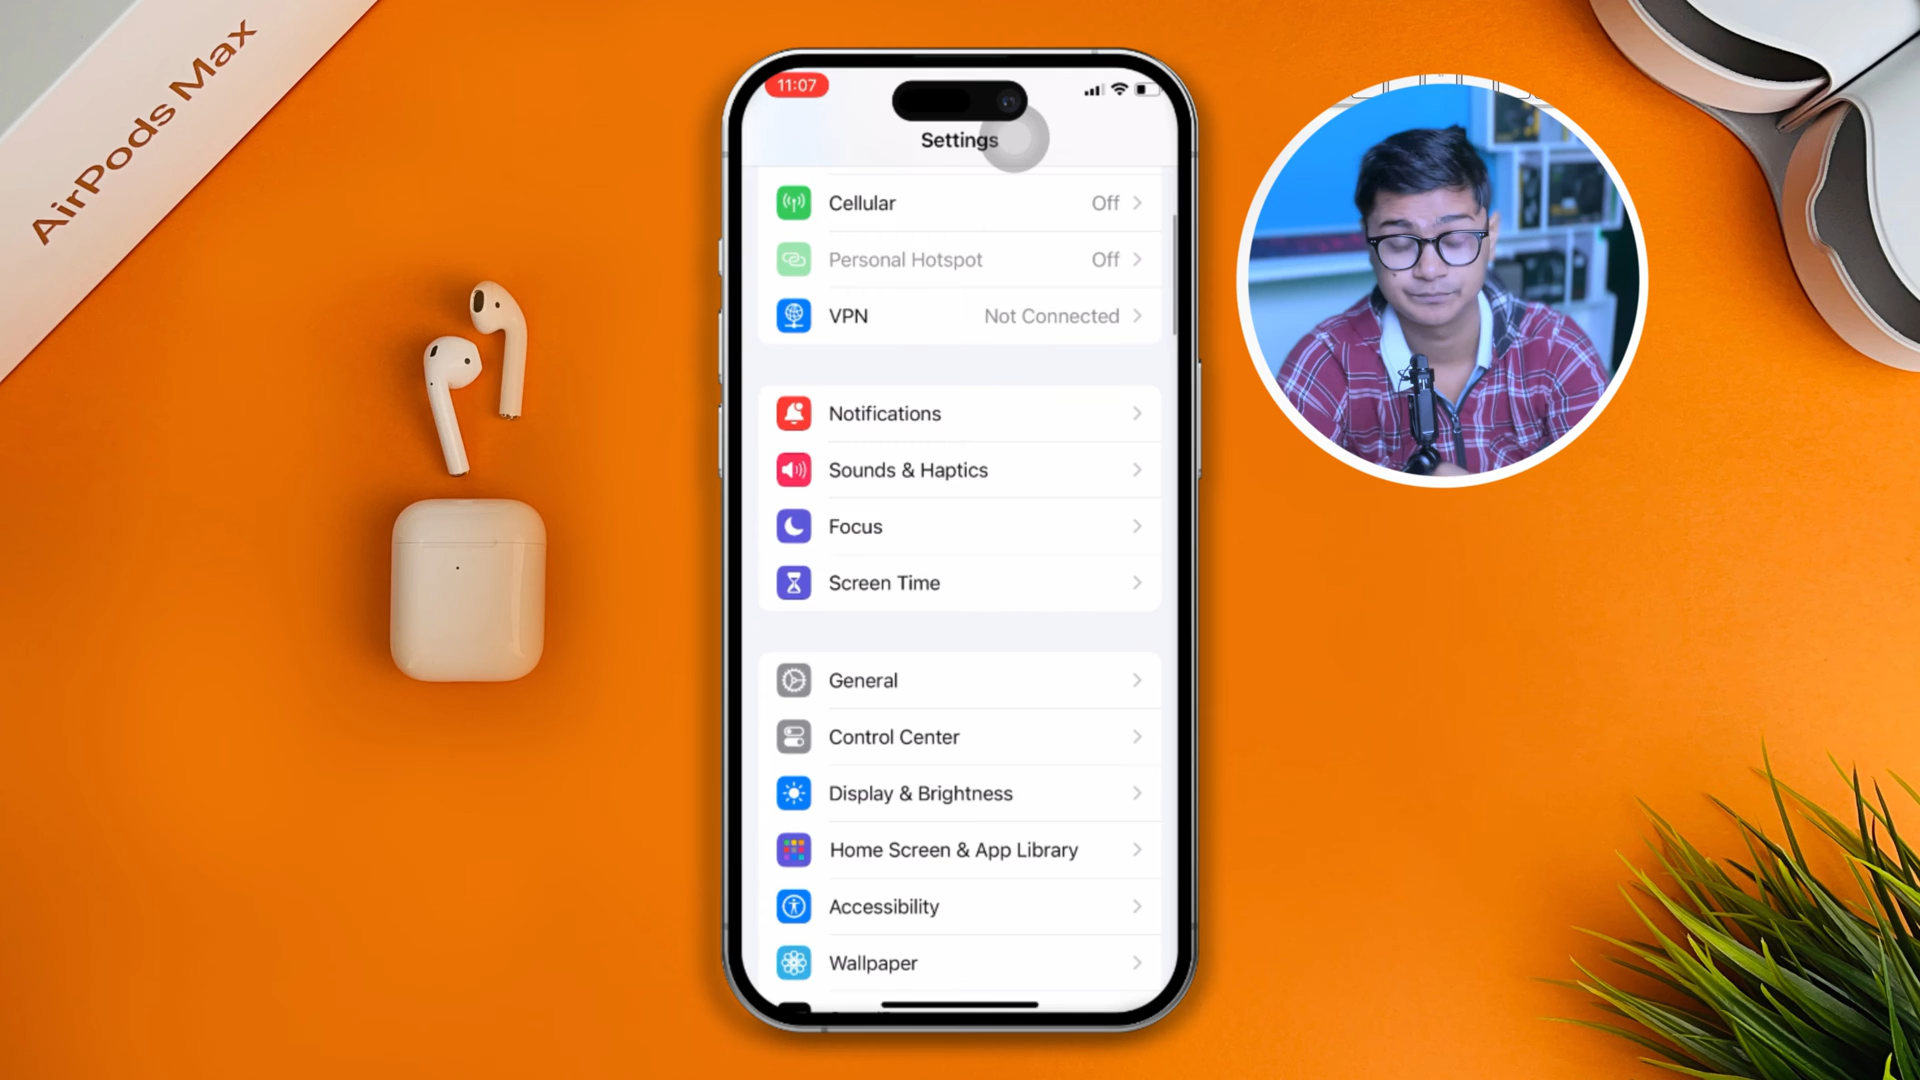 AirPods Max
11:07
Settings
Cellular Off
Personal Hotspot Off
VPN Not Connected
Notifications
Sounds & Haptics
Focus
Screen Time
General
Control Center
Display & Brightness
Home Screen & App Library
Accessibility
Wallpaper